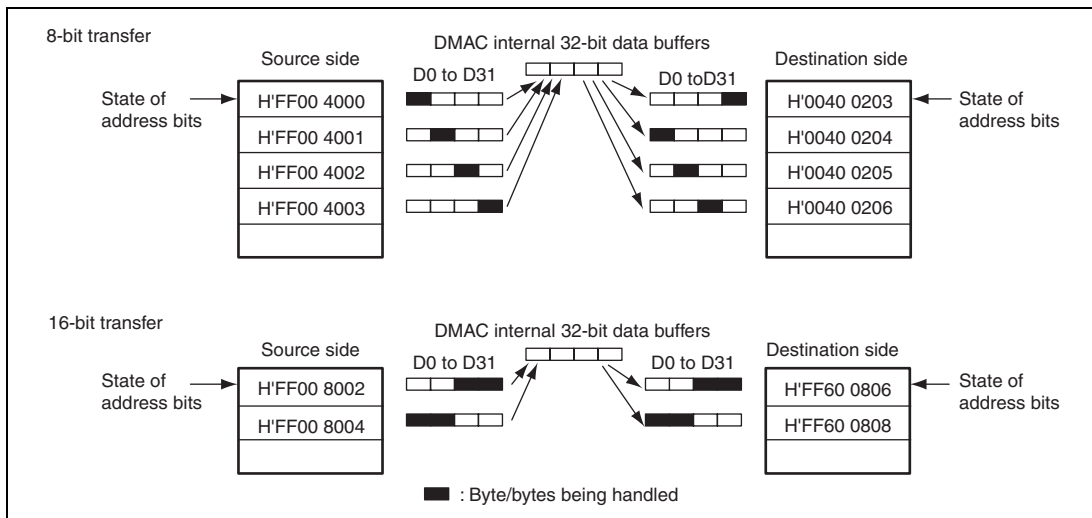 8-bit transfer
DMAC internal 32-bit data buffers
Source side
D0 to D31
D0 toD31
Destination side
State of
address bits
H'FF00 4000
H'FF00 4001
H'FF00 4002
H'FF00 4003
H'0040 0203
H'0040 0204
H'0040 0205
H'0040 0206
State of
address bits
16-bit transfer
DMAC internal 32-bit data buffers
Source side
D0 to D31
D0 to D31
Destination side
State of
address bits
H'FF00 8002
H'FF00 8004
H'FF60 0806
H'FF60 0808
State of
address bits
: Byte/bytes being handled